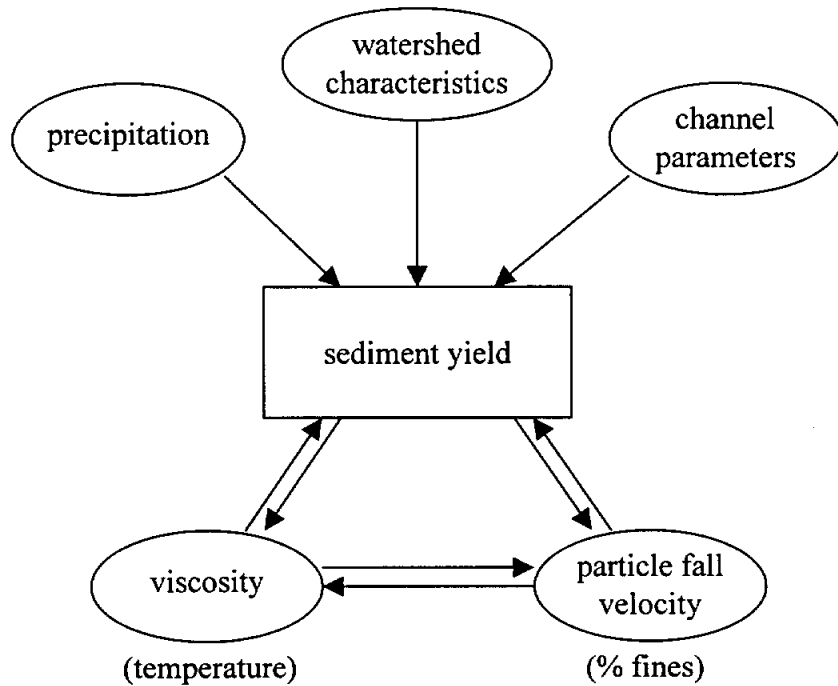 watershed
characteristics
precipitation
channel
parameters
sediment yield
viscosity
particle fall
velocity
(temperature)
(% fines)